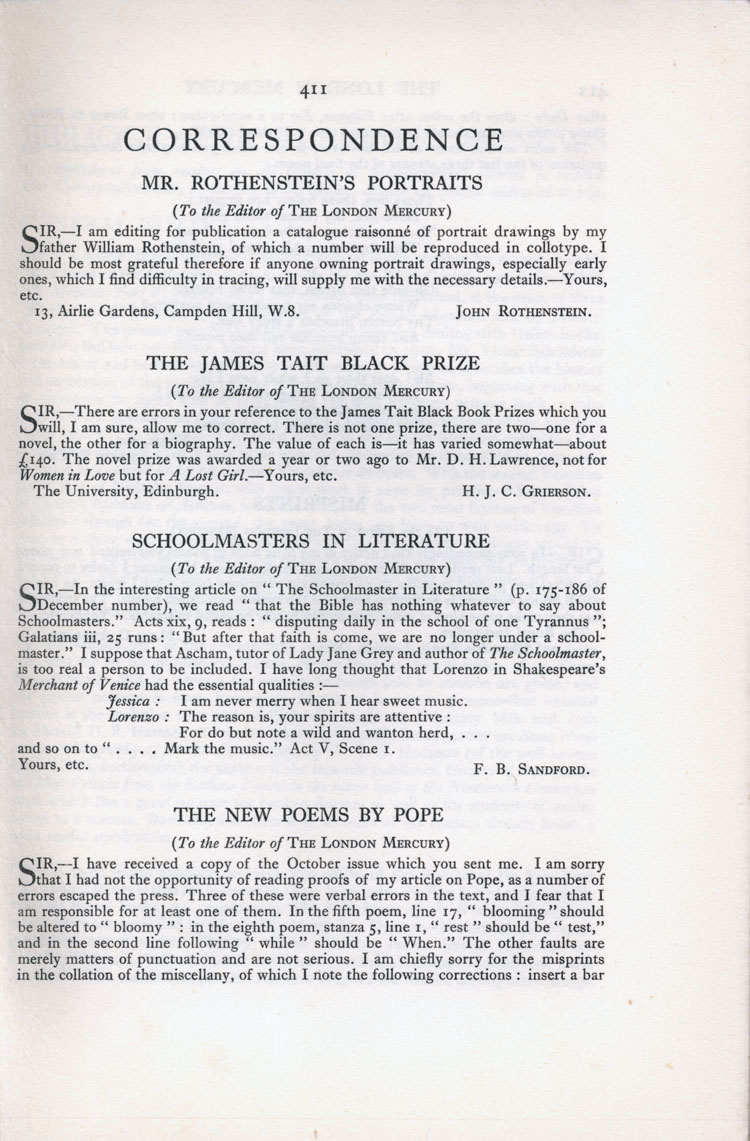 411
CORRESPONDENCE
MR. ROTHENSTEIN'S PORTRAITS
(To the Editor of THE LONDON MERCURY)
SIR,—I am editing for publication a catalogue raisonné of portrait drawings by my
father William Rothenstein, of which a number will be reproduced in collotype. I
should be most grateful therefore if anyone owning portrait drawings, especially early
ones, which I find difficulty in tracing, will supply me with the necessary details.—Yours,
etc.
13, Airlie Gardens, Campden Hill, W.8. JOHN ROTHENSTEIN.
THE JAMES TAIT BLACK PRIZE
(To the Editor of THE LONDON MERCURY)
SIR,—There are errors in your reference to the James Tait Black Book Prizes which you
will, I am sure, allow me to correct. There is not one prize, there are two—one for a
novel, the other for a biography. The value of each is—it has varied somewhat—about
£140. The novel prize was awarded a year or two ago to Mr. D. H. Lawrence, not for
Women in Love but for A Lost Girl.—Yours, etc.
The University, Edinburgh. H. J. C. GRIERSON.
SCHOOLMASTERS IN LITERATURE
(To the Editor of THE LONDON MERCURY)
SIR,—In the interesting article on " The Schoolmaster in Literature " (p. 175-186 of
December number), we read " that the Bible has nothing whatever to say about
Schoolmasters." Acts xix, 9, reads : " disputing daily in the school of one Tyrannus ";
Galatians iii, 25 runs : " But after that faith is come, we are no longer under a school-
master." I suppose that Ascham, tutor of Lady Jane Grey and author of The Schoolmaster,
is too real a person to be included. I have long thought that Lorenzo in Shakespeare's
Merchant of Venice had the essential qualities :—
Jessica : I am never merry when I hear sweet music.
Lorenzo : The reason is, your spirits are attentive :
For do but note a wild and wanton herd, . . .
and so on to " . . . . Mark the music." Act V, Scene 1.
Yours, etc. F. B. SANDFORD.
THE NEW POEMS BY POPE
(To the Editor of THE LONDON MERCURY)
SIR,—I have received a copy of the October issue which you sent me. I am sorry
that I had not the opportunity of reading proofs of my article on Pope, as a number of
errors escaped the press. Three of these were verbal errors in the text, and I fear that I
am responsible for at least one of them. In the fifth poem, line 17, " blooming " should
be altered to " bloomy " : in the eighth poem, stanza 5, line 1, " rest " should be " test,"
and in the second line following " while " should be " When." The other faults are
merely matters of punctuation and are not serious. I am chiefly sorry for the misprints
in the collation of the miscellany, of which I note the following corrections : insert a bar